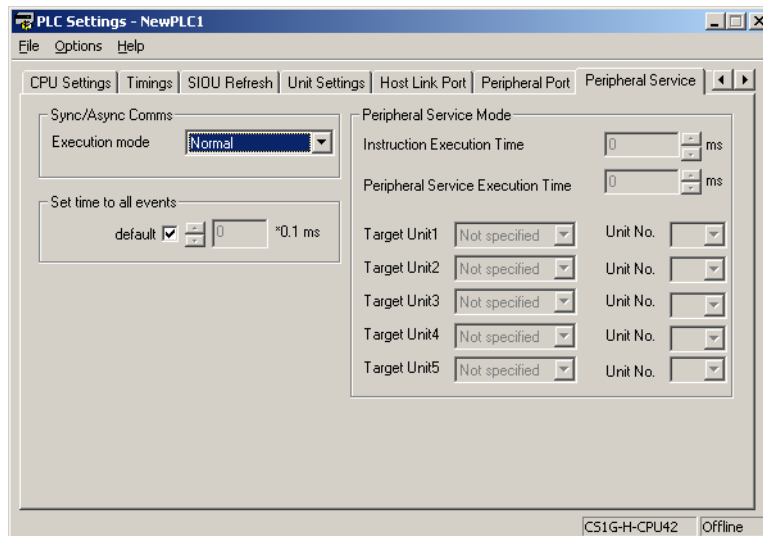 PLC Settings - NewPLC1
File Options Help
CPU Settings Timings SIOU Refresh Unit Settings Host Link Port Peripheral Port Peripheral Service
Sync/Async Comms
Execution mode Normal
Set time to all events
default 0 *0.1 ms
Peripheral Service Mode
Instruction Execution Time 0 ms
Peripheral Service Execution Time 0 ms
Target Unit1 Not specified Unit No.
Target Unit2 Not specified Unit No.
Target Unit3 Not specified Unit No.
Target Unit4 Not specified Unit No.
Target Unit5 Not specified Unit No.
CS1G-H-CPU42 Offline